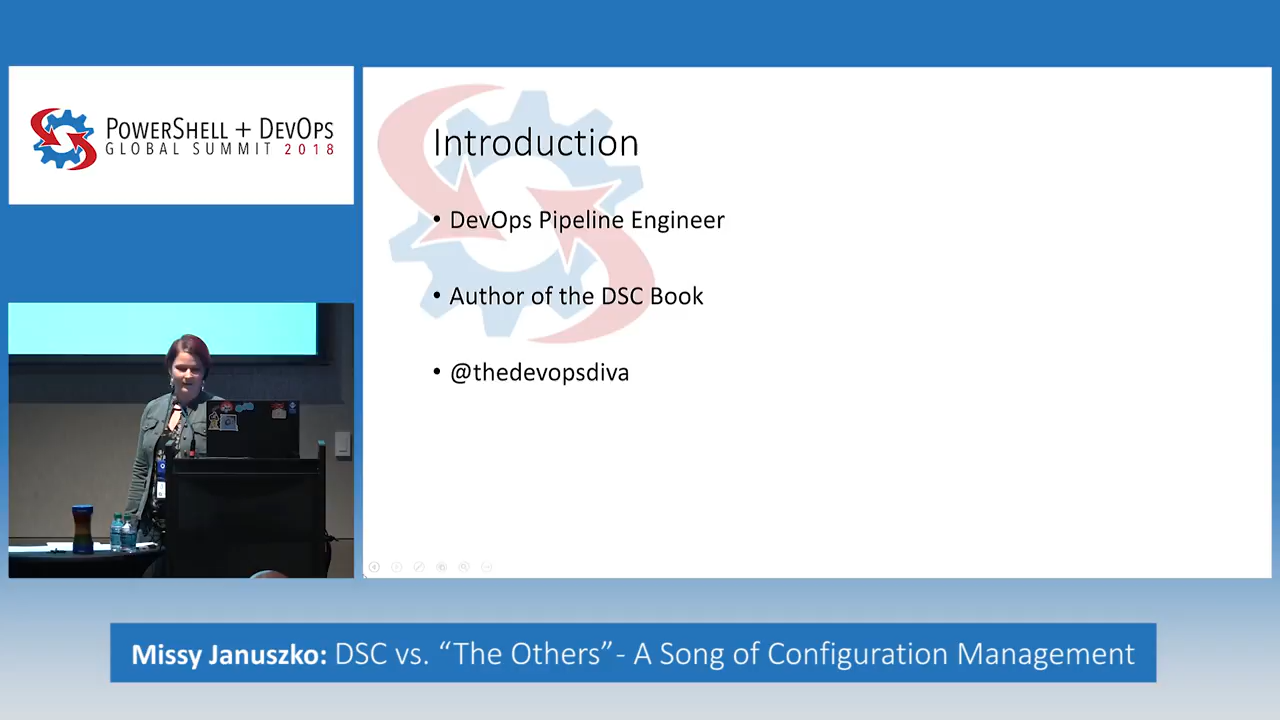 POWERSHELL + DEVOPS
GLOBAL SUMMIT 2018
Introduction
• DevOps Pipeline Engineer
• Author of the DSC Book
• @thedevopsdiva
Missy Januszko: DSC vs. “The Others”- A Song of Configuration Management